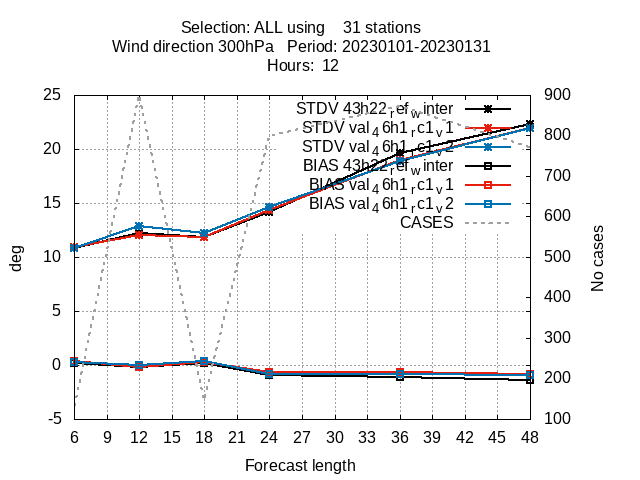 Selection: ALL using    31 stations
Wind direction 300hPa   Period: 20230101-20230131
Hours:  12
STDV 43h22_ref_winter
STDV val_46h1_rc1_v1
STDV val_46h1_rc1_v2
BIAS 43h22_ref_winter
BIAS val_46h1_rc1_v1
BIAS val_46h1_rc1_v2
CASES
25
20
15
10
5
0
-5
deg
900
800
700
600
500
400
300
200
100
No cases
6 9 12 15 18 21 24 27 30 33 36 39 42 45 48
Forecast length